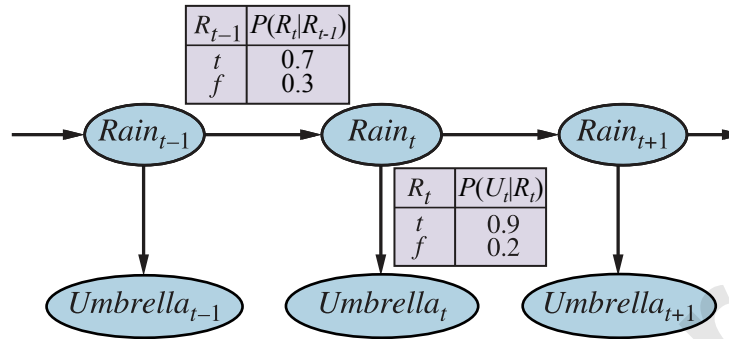 R_{t−1} P(R_t|R_{t-1})
t 0.7
f 0.3
Rain_{t−1} Rain_t Rain_{t+1}
R_t P(U_t|R_t)
t 0.9
f 0.2
Umbrella_{t−1} Umbrella_t Umbrella_{t+1}